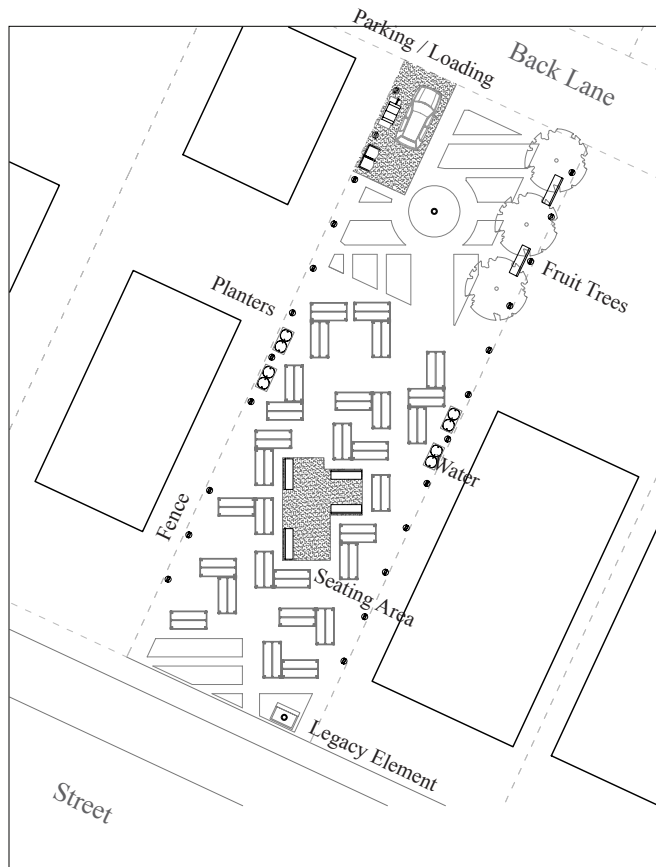 Parking / Loading
Back Lane
Fruit Trees
Planters
Water
Fence
Seating Area
Legacy Element
Street